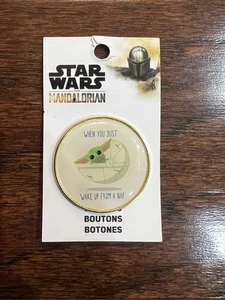 STAR
WARS
THE
MANDALORIAN
WHEN YOU JUST
WAKE UP FROM A NAP
BOUTONS
BOTONES